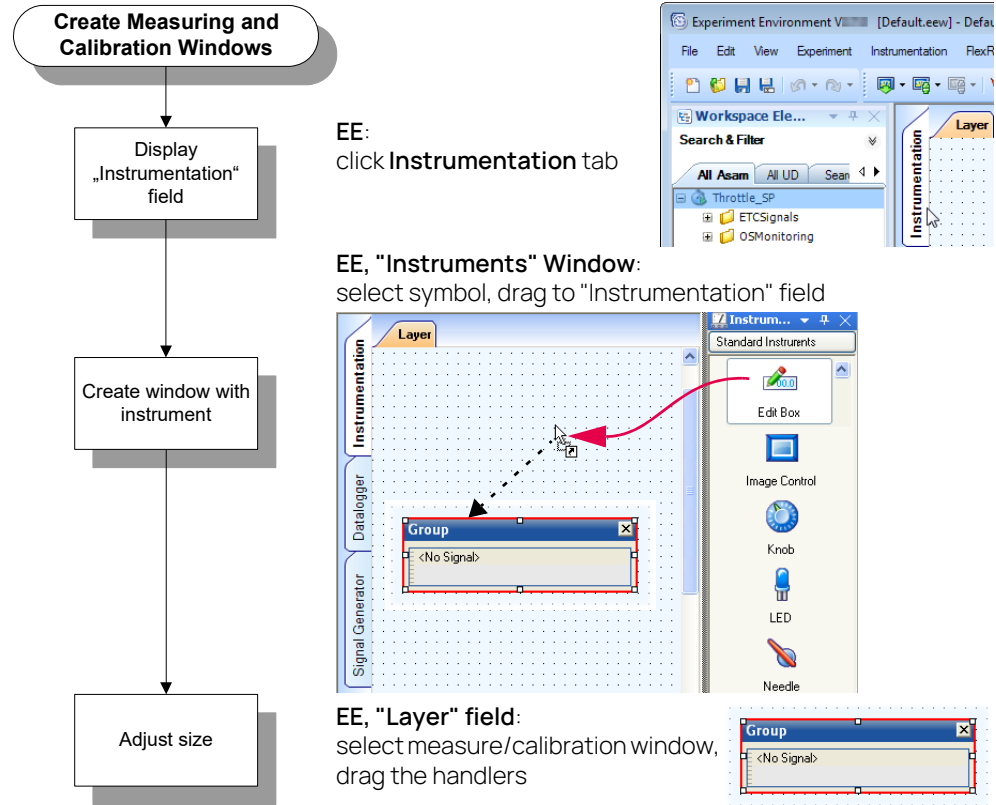 Create Measuring and
Calibration Windows
Display
„Instrumentation“
field
EE:
click Instrumentation tab
Experiment Environment V [Default.eew] - Defau
File Edit View Experiment Instrumentation FlexR
Workspace Ele...
Search & Filter
All Asam All UD Sear
Throttle_SP
ETCSignals
OSMonitoring
Instrumentation
Layer
EE, "Instruments" Window:
select symbol, drag to "Instrumentation" field
Create window with
instrument
Instrumentation
Datalogger
Signal Generator
Layer
Group
<No Signal>
Instrum...
Standard Instruments
00.0
Edit Box
Image Control
Knob
LED
Needle
Adjust size
EE, "Layer" field:
select measure/calibration window,
drag the handlers
Group
<No Signal>